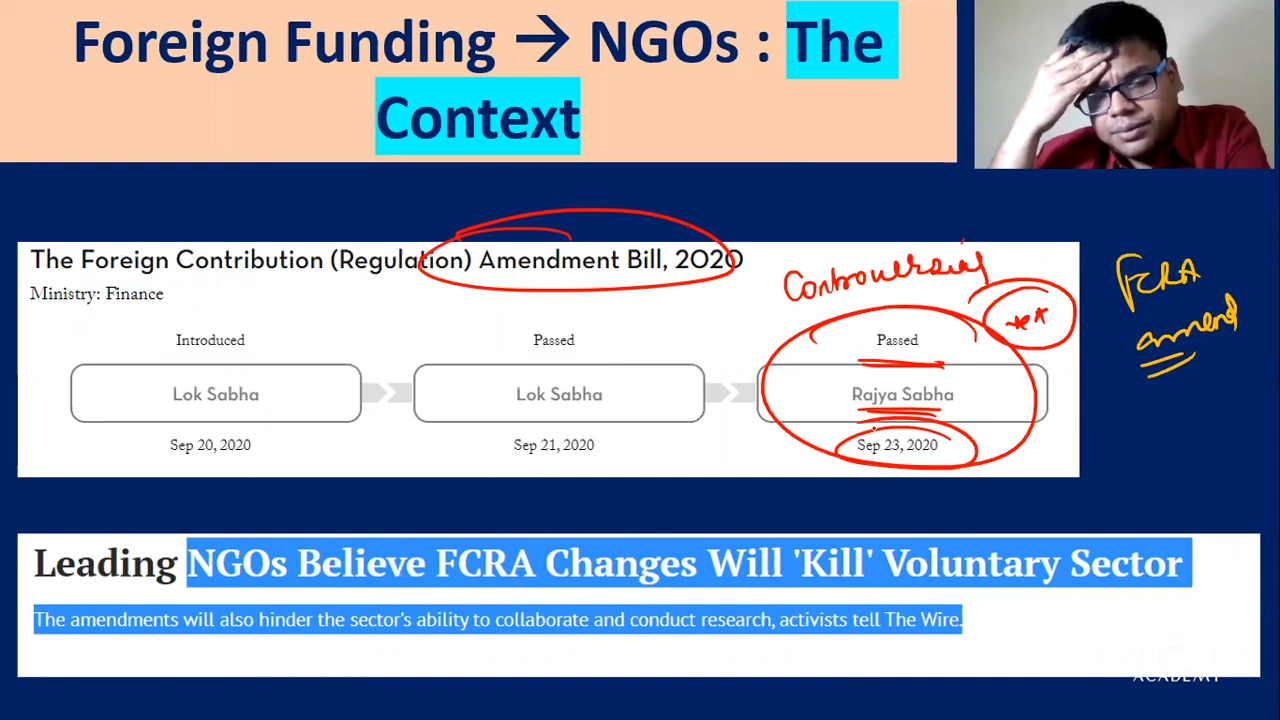 Foreign Funding → NGOs : The
Context
The Foreign Contribution (Regulation) Amendment Bill, 2020
Ministry: Finance
Controversial
**
FCRA
amend
Introduced
Passed
Passed
Lok Sabha
Lok Sabha
Rajya Sabha
Sep 20, 2020
Sep 21, 2020
Sep 23, 2020
Leading NGOs Believe FCRA Changes Will 'Kill' Voluntary Sector
The amendments will also hinder the sector's ability to collaborate and conduct research, activists tell The Wire.
ACADEMY